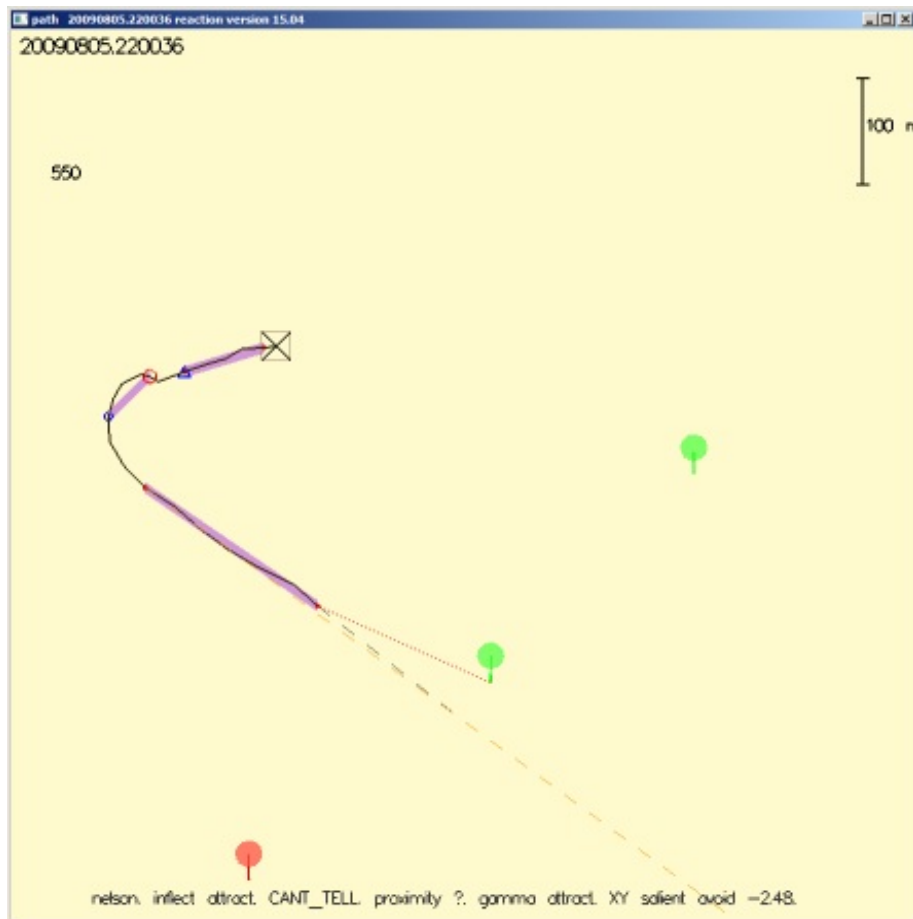 path 20090805.220036 reaction version 15.04
20090805.220036
100
550
nelson. inflect attract. CANT_TELL. proximity ?. gamma attract. XY salient avoid -2.48.